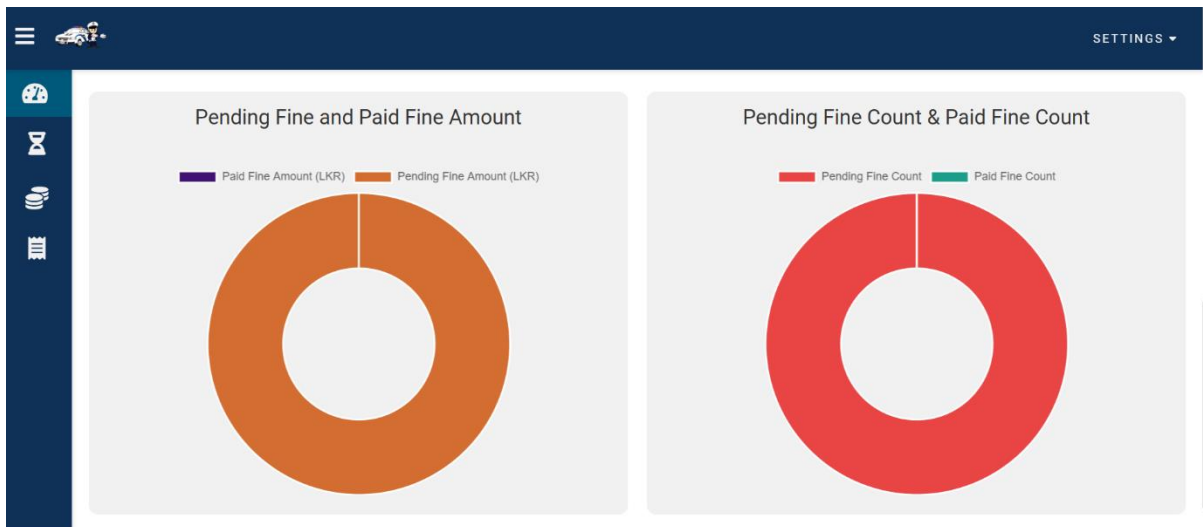 SETTINGS
Pending Fine and Paid Fine Amount
Paid Fine Amount (LKR) Pending Fine Amount (LKR)
Pending Fine Count & Paid Fine Count
Pending Fine Count Paid Fine Count